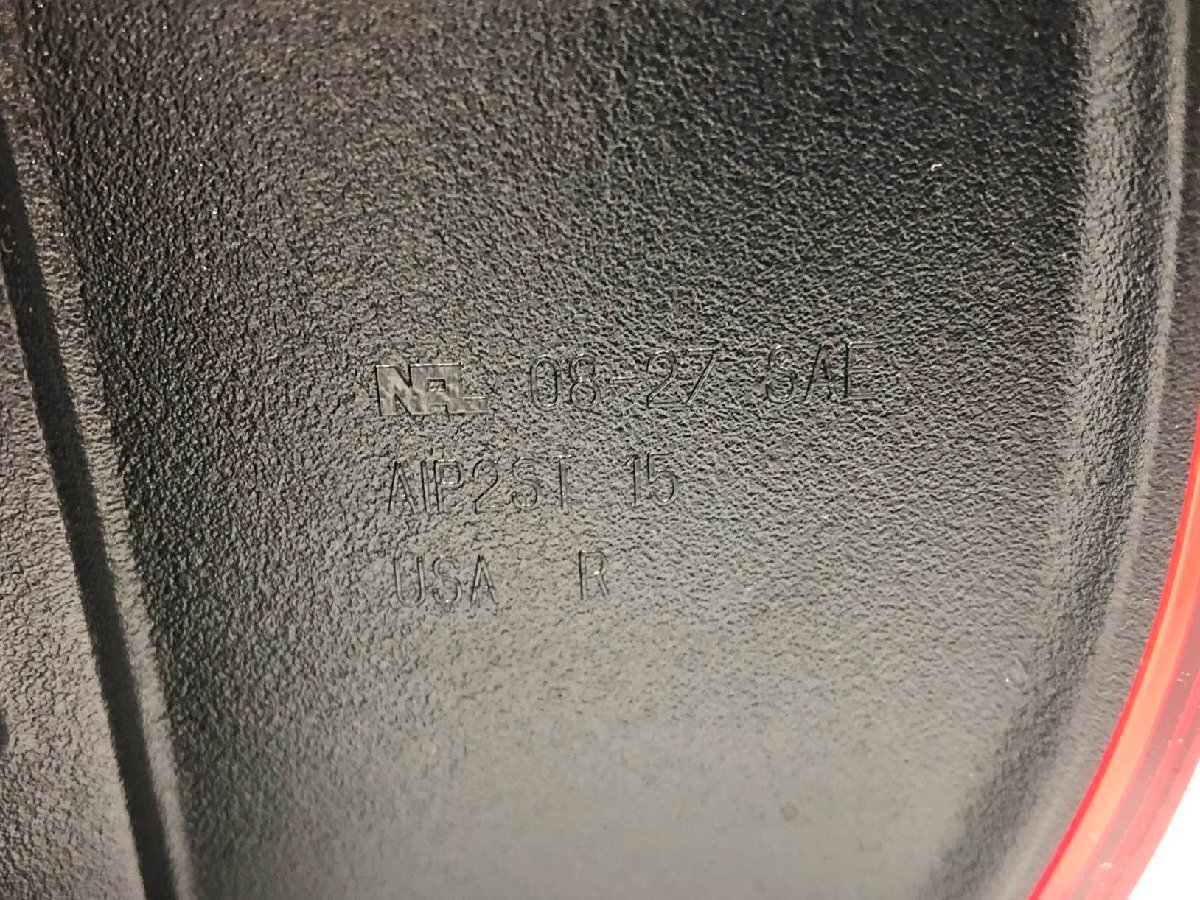 NAL 08-27 SAE
AIP2ST 15
USA R